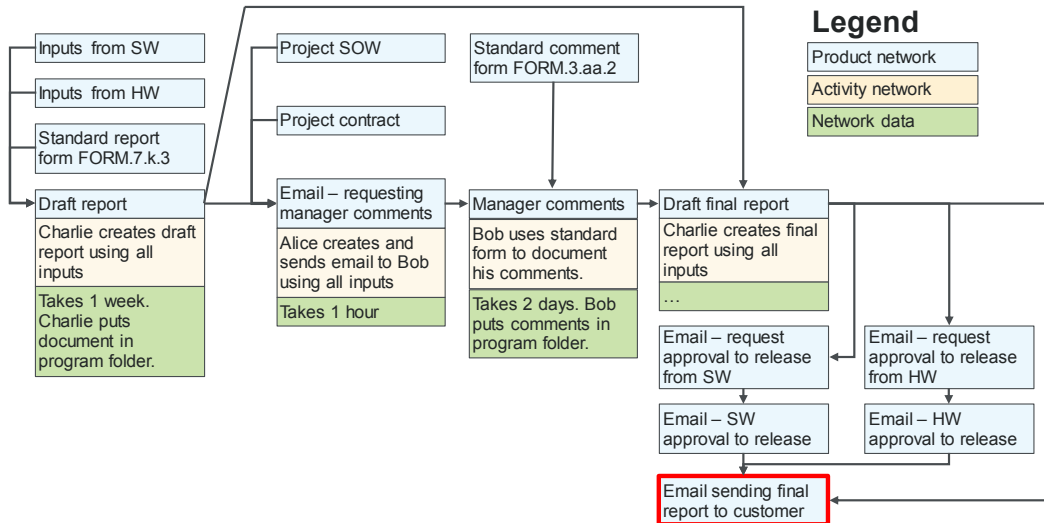 Inputs from SW
Inputs from HW
Standard report
form FORM.7.k.3
Draft report
Charlie creates draft
report using all
inputs
Takes 1 week.
Charlie puts
document in
program folder.
Project SOW
Project contract
Email – requesting
manager comments
Alice creates and
sends email to Bob
using all inputs
Takes 1 hour
Standard comment
form FORM.3.aa.2
Manager comments
Bob uses standard
form to document
his comments.
Takes 2 days. Bob
puts comments in
program folder.
Legend
Product network
Activity network
Network data
Draft final report
Charlie creates final
report using all
inputs
…
Email – request
approval to release
from SW
Email – SW
approval to release
Email – request
approval to release
from HW
Email – HW
approval to release
Email sending final
report to customer